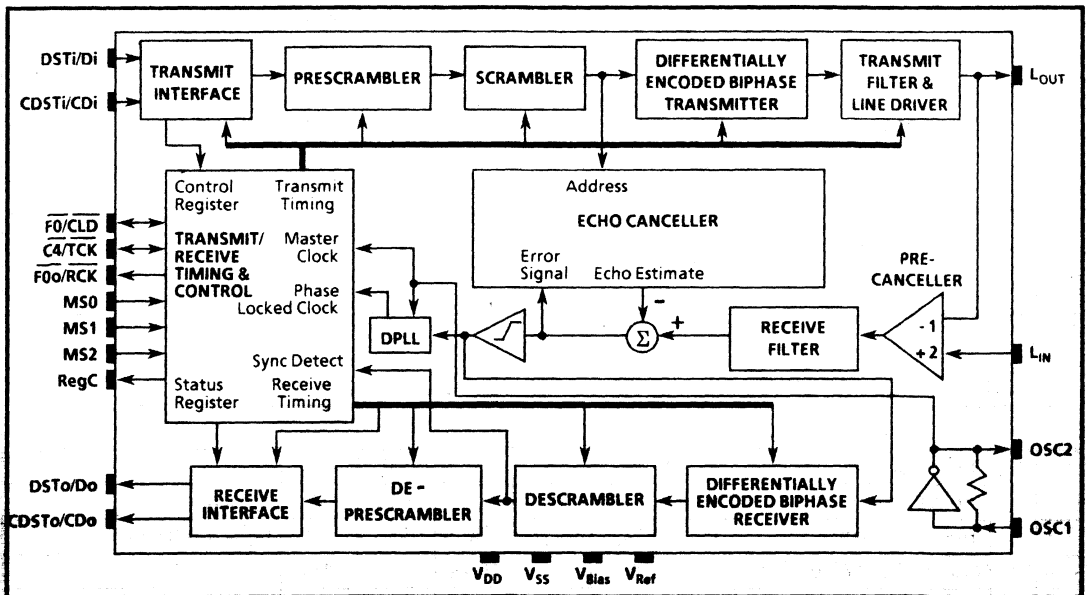 DSTi/Di
CDSTi/CDi
TRANSMIT
INTERFACE
PRESCRAMBLER
SCRAMBLER
DIFFERENTIALLY
ENCODED BIPHASE
TRANSMITTER
TRANSMIT
FILTER &
LINE DRIVER
LOUT
Control
Register
Transmit
Timing
TRANSMIT/
RECEIVE
TIMING &
CONTROL
Master
Clock
Phase
Locked Clock
Sync Detect
Status
Register
Receive
Timing
F0/CLD
C4/TCK
F0o/RCK
MS0
MS1
MS2
RegC
Address
ECHO CANCELLER
Error
Signal
Echo Estimate
DPLL
Σ
-
+
RECEIVE
FILTER
PRE-
CANCELLER
- 1
+ 2
LIN
OSC2
OSC1
DSTo/Do
CDSTo/CDo
RECEIVE
INTERFACE
DE -
PRESCRAMBLER
DESCRAMBLER
DIFFERENTIALLY
ENCODED BIPHASE
RECEIVER
VDD VSS VBias VRef